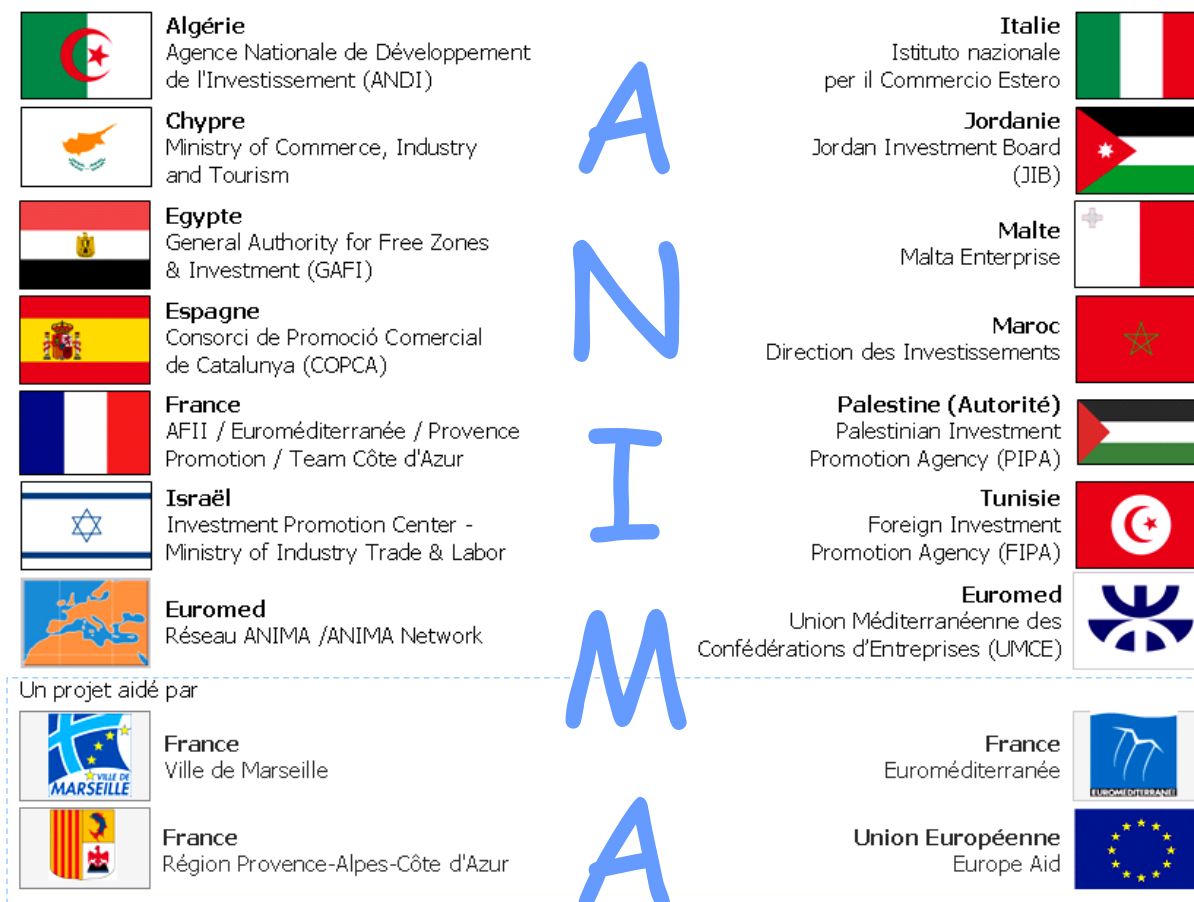 Algérie
Agence Nationale de Développement
de l'Investissement (ANDI)
Chypre
Ministry of Commerce, Industry
and Tourism
Egypte
General Authority for Free Zones
& Investment (GAFI)
Espagne
Consorci de Promoció Comercial
de Catalunya (COPCA)
France
AFII / Euroméditerranée / Provence
Promotion / Team Côte d'Azur
Israël
Investment Promotion Center -
Ministry of Industry Trade & Labor
Euromed
Réseau ANIMA /ANIMA Network
A
N
I
M
A
Italie
Istituto nazionale
per il Commercio Estero
Jordanie
Jordan Investment Board
(JIB)
Malte
Malta Enterprise
Maroc
Direction des Investissements
Palestine (Autorité)
Palestinian Investment
Promotion Agency (PIPA)
Tunisie
Foreign Investment
Promotion Agency (FIPA)
Euromed
Union Méditerranéenne des
Confédérations d’Entreprises (UMCE)
Un projet aidé par
VILLE DE
MARSEILLE
France
Ville de Marseille
France
Région Provence-Alpes-Côte d'Azur
France
Euroméditerranée
EUROMEDITERRANEE
Union Européenne
Europe Aid